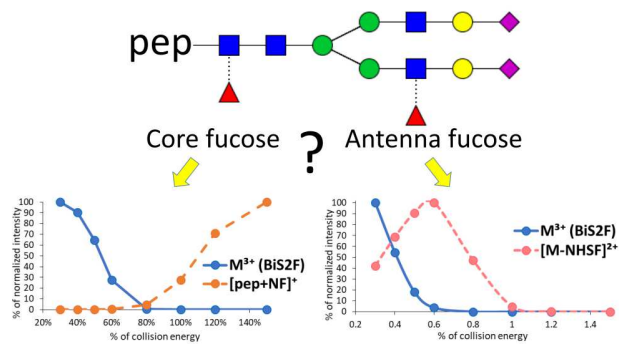 pep
Core fucose
?
Antenna fucose
% of normalized intensity
100
90
80
70
60
50
40
30
20
10
0
20% 40% 60% 80% 100% 120% 140%
% of collision energy
M³⁺ (BiS2F)
[pep+NF]⁺
% of normalized intensity
100
90
80
70
60
50
40
30
20
10
0
0.2 0.4 0.6 0.8 1.0 1.2 1.4
% of collision energy
M³⁺ (BiS2F)
[M-NHSF]²⁺